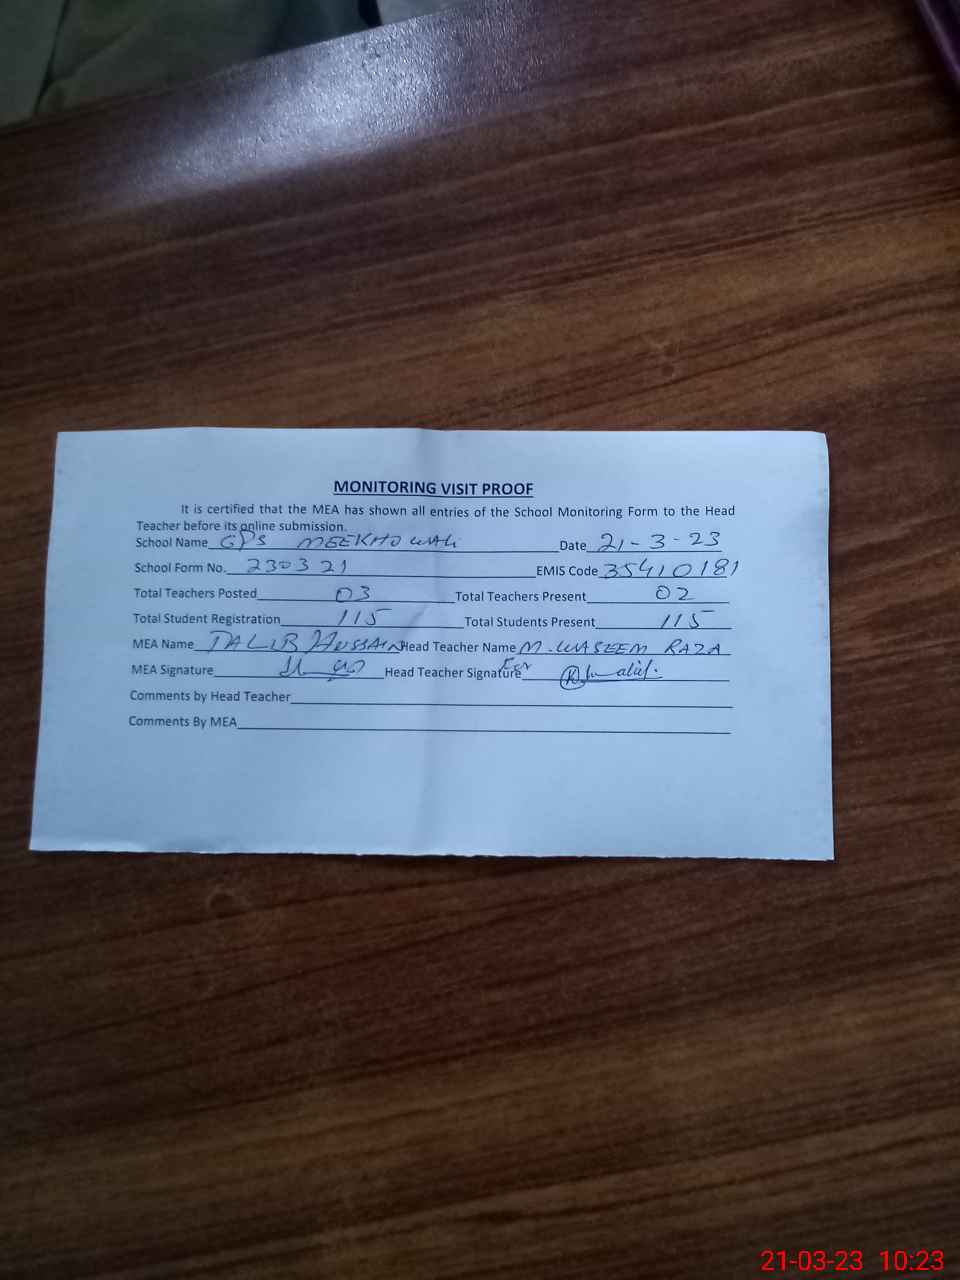 MONITORING VISIT PROOF
It is certified that the MEA has shown all entries of the School Monitoring Form to the Head
Teacher before its online submission.
School Name GPS MEEKHOWALI Date 21-3-23
School Form No. 230321 EMIS Code 35410181
Total Teachers Posted 03 Total Teachers Present 02
Total Student Registration 115 Total Students Present 115
MEA Name TALIB HUSSAIN Head Teacher Name M.WASEEM RAZA
MEA Signature Head Teacher Signature For
Comments by Head Teacher
Comments By MEA
21-03-23 10:23